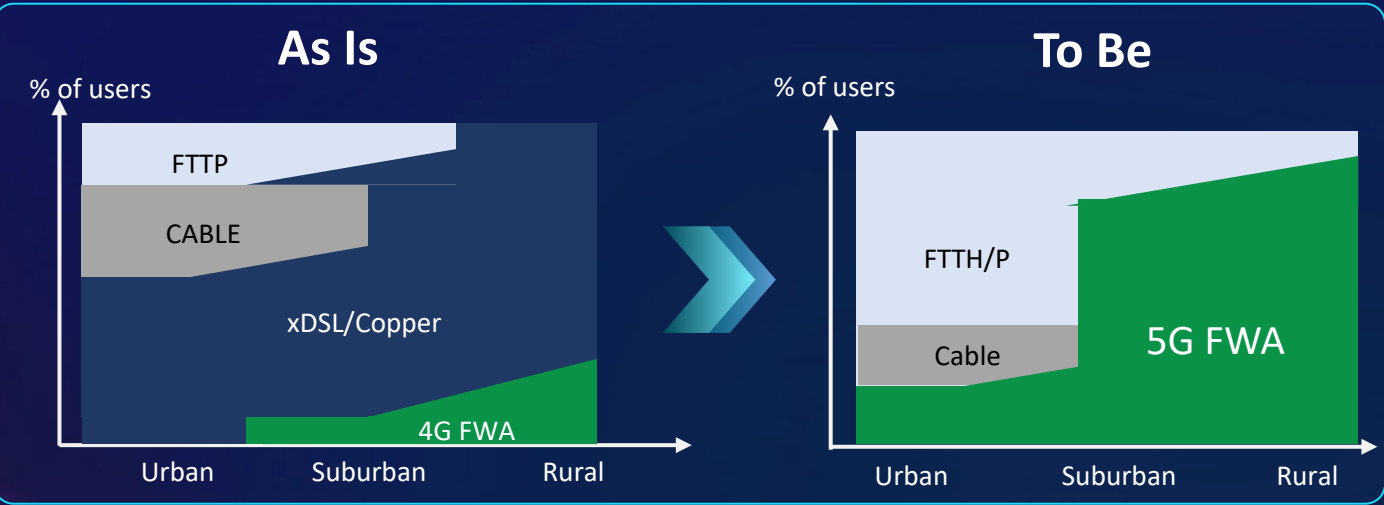 As Is
% of users
FTTP
CABLE
xDSL/Copper
4G FWA
Urban Suburban Rural
To Be
% of users
FTTH/P
Cable
5G FWA
Urban Suburban Rural